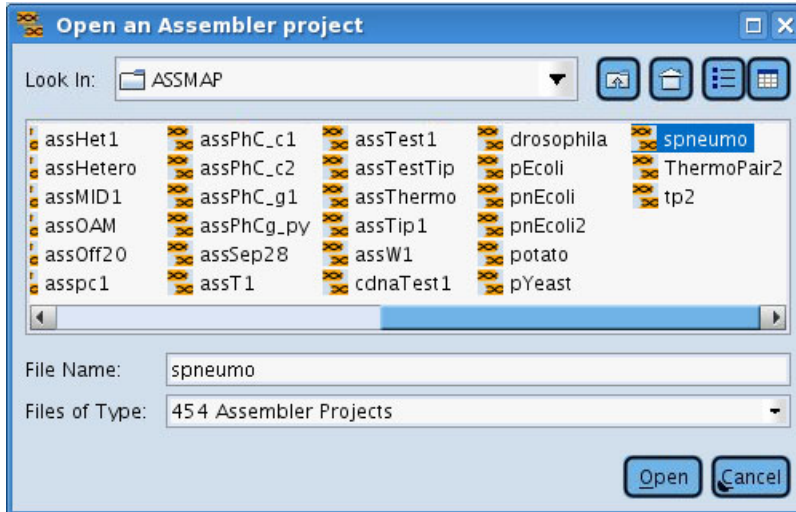 Open an Assembler project
Look In: ASSMAP
assHet1 assPhC_c1 assTest1 drosophila spneumo
assHetero assPhC_c2 assTestTip pEcoli ThermoPair2
assMID1 assPhC_g1 assThermo pnEcoli tp2
assOAM assPhCg_py assTip1 pnEcoli2
assOff20 assSep28 assW1 potato
asspc1 assT1 cdnaTest1 pYeast
File Name: spneumo
Files of Type: 454 Assembler Projects
Open Cancel